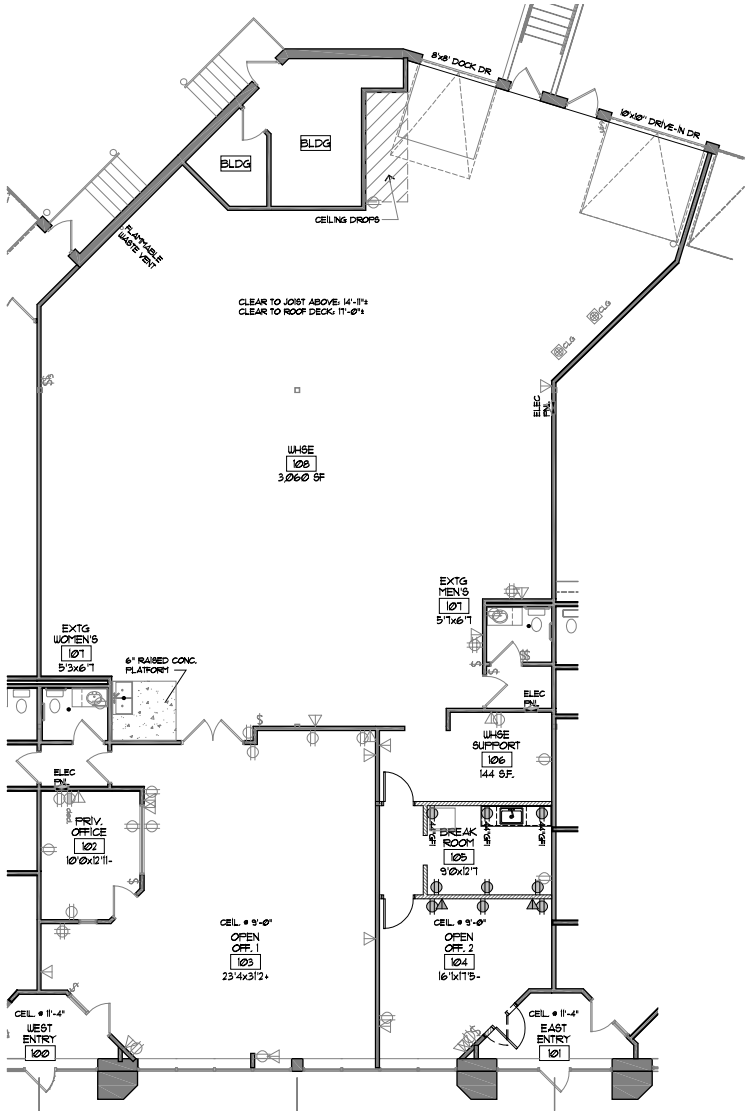 8'x8' DOCK DR
10'x10' DRIVE-IN DR
BLDG
BLDG
CEILING DROPS
FLAMMABLE
WASTE VENT
CLEAR TO JOIST ABOVE: 14'-11"±
CLEAR TO ROOF DECK: 17'-0"±
CLG
CLG
ELEC
PNL
WHSE
108
3,060 SF
EXTG
MEN'S
107
5'7x6'7
EXTG
WOMEN'S
107
5'3x6'7
6" RAISED CONC.
PLATFORM
ELEC
PNL
WHSE
SUPPORT
106
144 S.F.
ELEC
PNL
PRIV.
OFFICE
102
10'0x12'11-
BREAK
ROOM
105
9'0x12'7
CEIL. @ 9'-0"
OPEN
OFF. 1
103
23'4x31'2+
CEIL. @ 9'-0"
OPEN
OFF. 2
104
16'1x17'5-
CEIL. @ 11'-4"
WEST
ENTRY
100
CEIL. @ 11'-4"
EAST
ENTRY
101